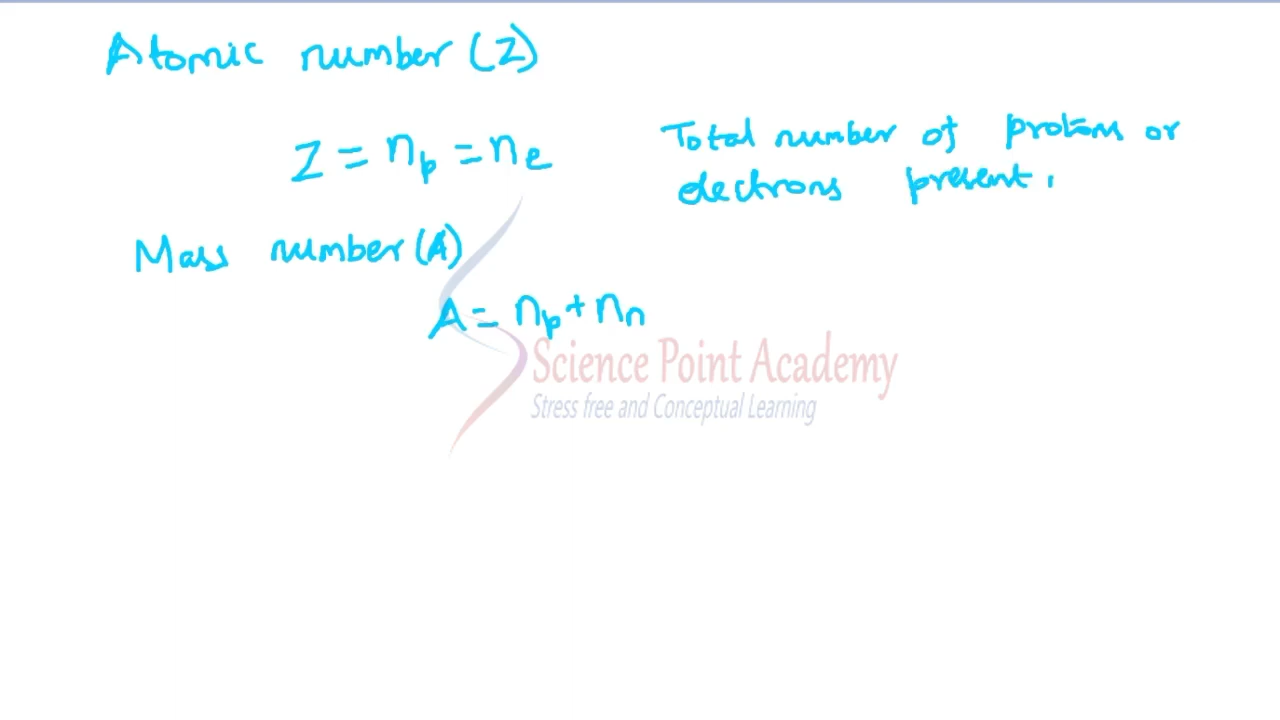 Atomic number (Z)
Z = np = ne
Total number of protons or
electrons present.
Mass number (A)
A = np + nn
Science Point Academy
Stress free and Conceptual Learning